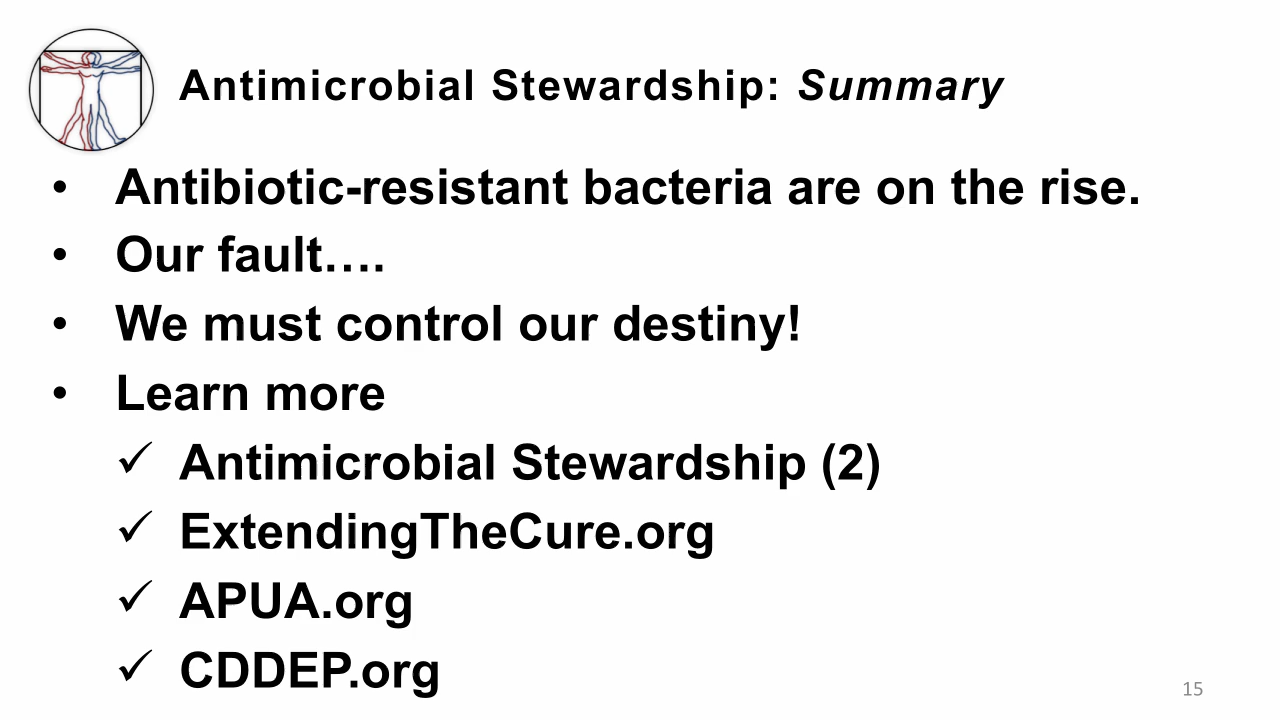 Antimicrobial Stewardship: Summary
• Antibiotic-resistant bacteria are on the rise.
• Our fault….
• We must control our destiny!
• Learn more
✓ Antimicrobial Stewardship (2)
✓ ExtendingTheCure.org
✓ APUA.org
✓ CDDEP.org
15